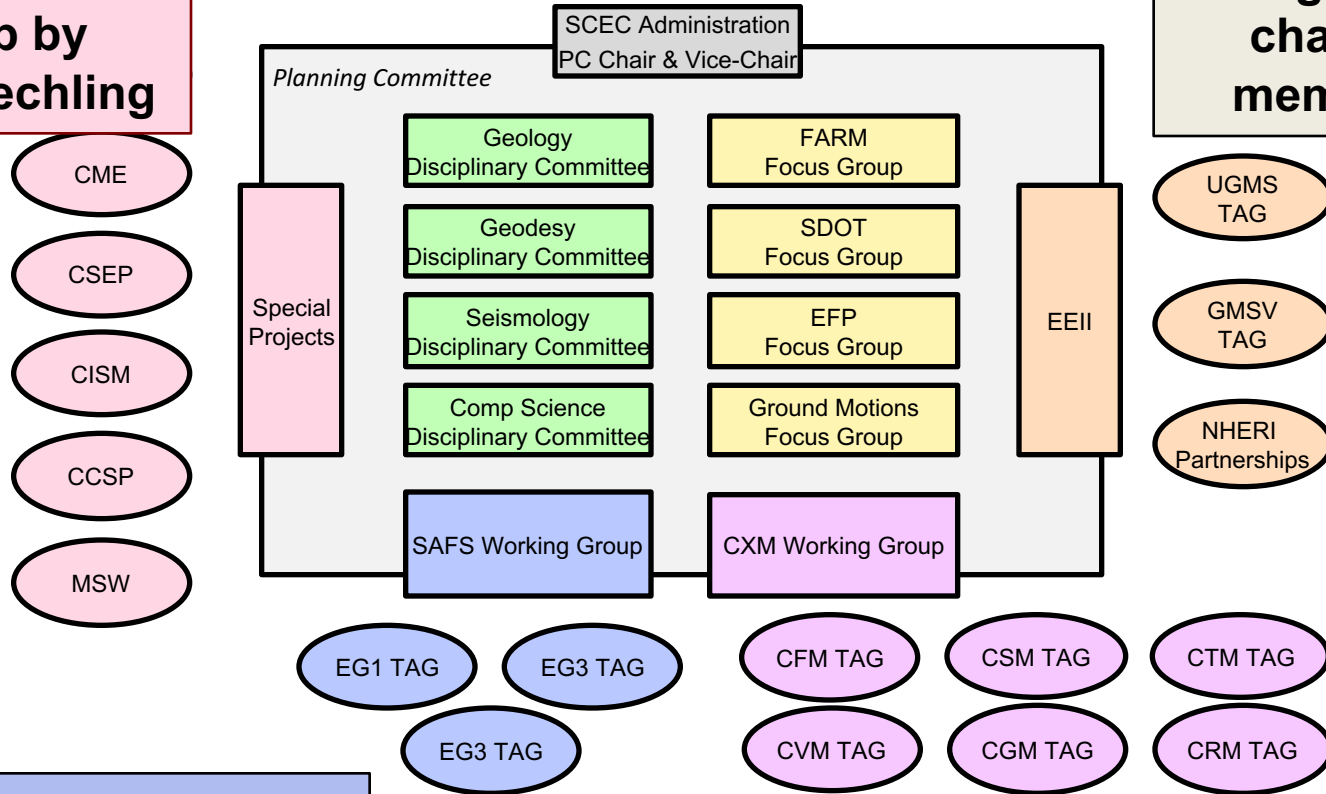 SCEC Administration
PC Chair & Vice-Chair
Planning Committee
CME
CSEP
CISM
CCSP
MSW
Special
Projects
Geology
Disciplinary Committee
Geodesy
Disciplinary Committee
Seismology
Disciplinary Committee
Comp Science
Disciplinary Committee
FARM
Focus Group
SDOT
Focus Group
EFP
Focus Group
Ground Motions
Focus Group
EEII
UGMS
TAG
GMSV
TAG
NHERI
Partnerships
SAFS Working Group
CXM Working Group
EG1 TAG
EG3 TAG
EG3 TAG
CFM TAG
CSM TAG
CTM TAG
CVM TAG
CGM TAG
CRM TAG
by